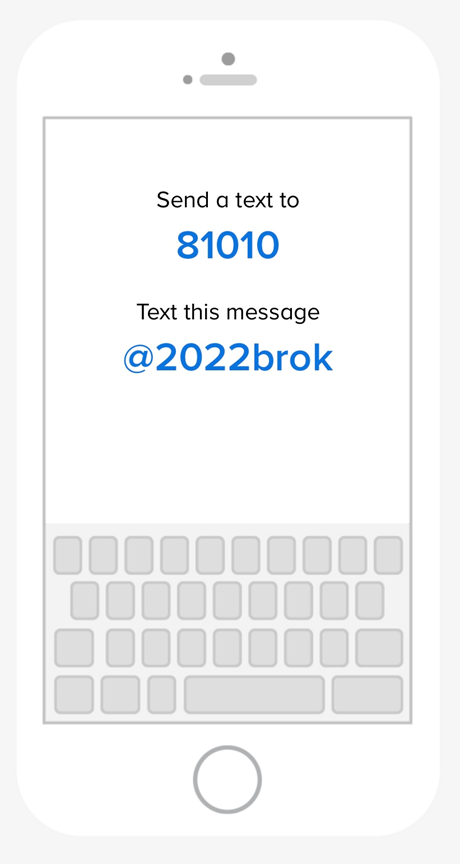 Send a text to
81010
Text this message
@2022brok